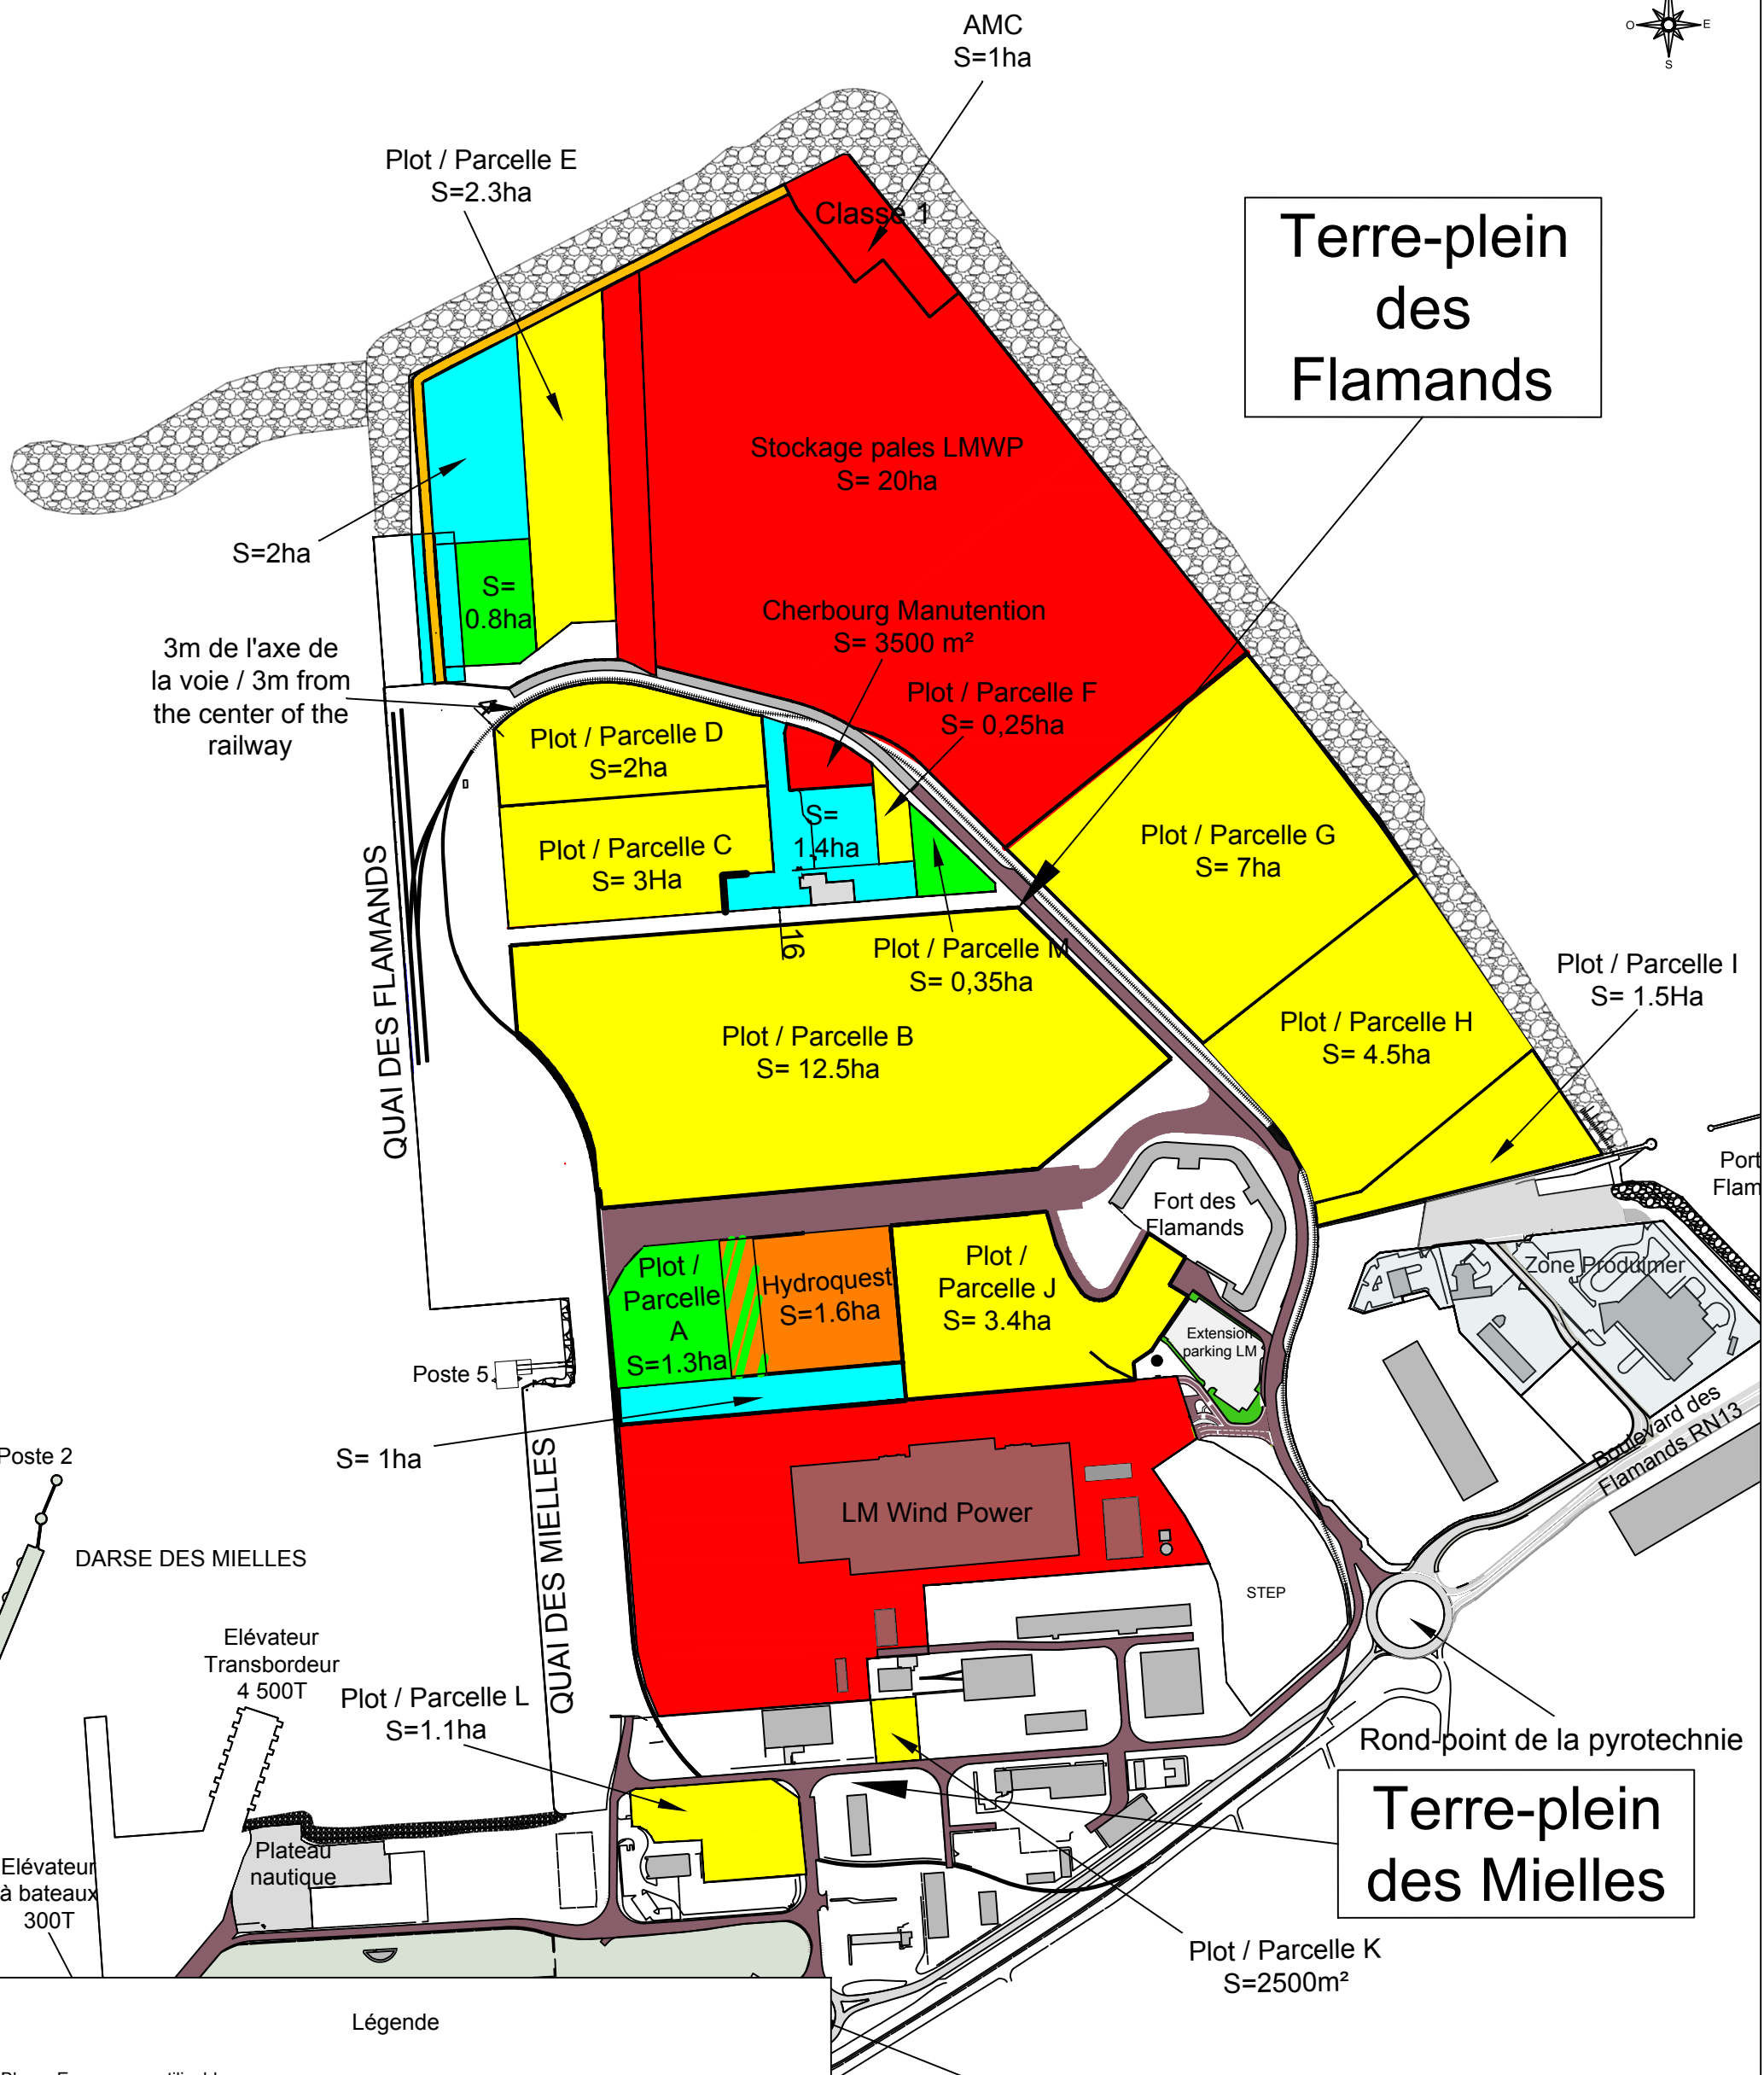 AMC
S=1ha
O
E
S
Plot / Parcelle E
S=2.3ha
Classe 1
Terre-plein
des
Flamands
Stockage pales LMWP
S= 20ha
S=2ha
S=
0.8ha
Cherbourg Manutention
S= 3500 m²
3m de l'axe de
la voie / 3m from
the center of the
railway
Plot / Parcelle F
S= 0,25ha
Plot / Parcelle D
S=2ha
S=
1.4ha
Plot / Parcelle C
S= 3Ha
Plot / Parcelle G
S= 7ha
QUAI DES FLAMANDS
16
Plot / Parcelle M
S= 0,35ha
Plot / Parcelle I
S= 1.5Ha
Plot / Parcelle B
S= 12.5ha
Plot / Parcelle H
S= 4.5ha
Port
Flam
Fort des
Flamands
Plot /
Parcelle
A
S=1.3ha
Hydroquest
S=1.6ha
Plot /
Parcelle J
S= 3.4ha
Zone Produimer
Extension
parking LM
Poste 5
Boulevard des
Flamands RN13
S= 1ha
Poste 2
QUAI DES MIELLES
LM Wind Power
DARSE DES MIELLES
STEP
Elévateur
Transbordeur
4 500T
Plot / Parcelle L
S=1.1ha
Rond-point de la pyrotechnie
Terre-plein
des Mielles
Plateau
nautique
Elévateur
à bateaux
300T
Plot / Parcelle K
S=2500m²
Légende